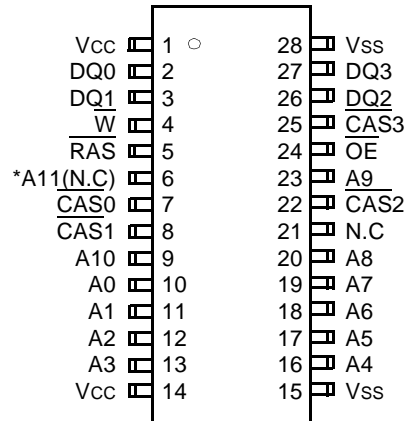 Vcc 1 28 Vss
DQ0 2 27 DQ3
DQ1 3 26 DQ2
W 4 25 CAS3
RAS 5 24 OE
*A11(N.C) 6 23 A9
CAS0 7 22 CAS2
CAS1 8 21 N.C
A10 9 20 A8
A0 10 19 A7
A1 11 18 A6
A2 12 17 A5
A3 13 16 A4
Vcc 14 15 Vss